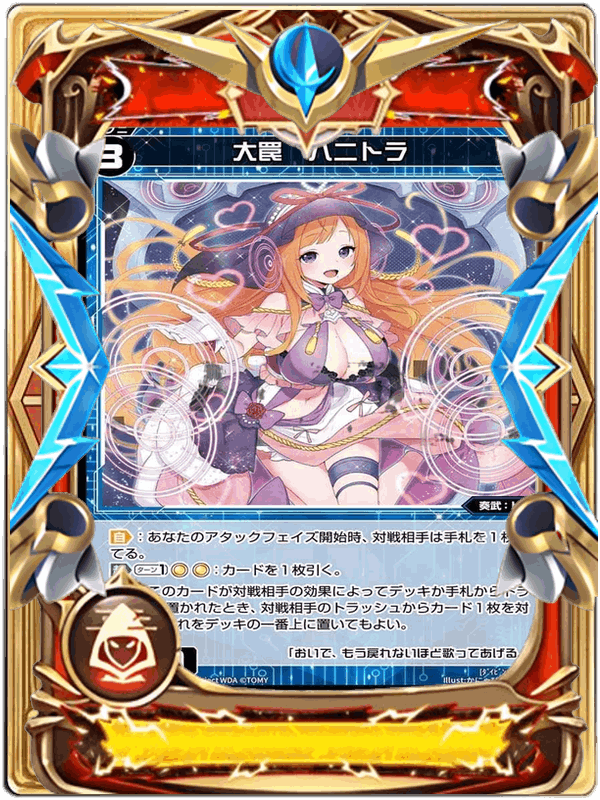 3
大罠 ハニトラ
奏武:
自:あなたのアタックフェイズ開始時、対戦相手は手札を1枚
てる。
ターン1 :カードを1枚引く。
このカードが対戦相手の効果によってデッキか手札から
置かれたとき、対戦相手のトラッシュからカード1枚を対
れをデッキの一番上に置いてもよい。
「おいで、もう戻れないほど歌ってあげる
ject WDA ©TOMY
Illust:かに